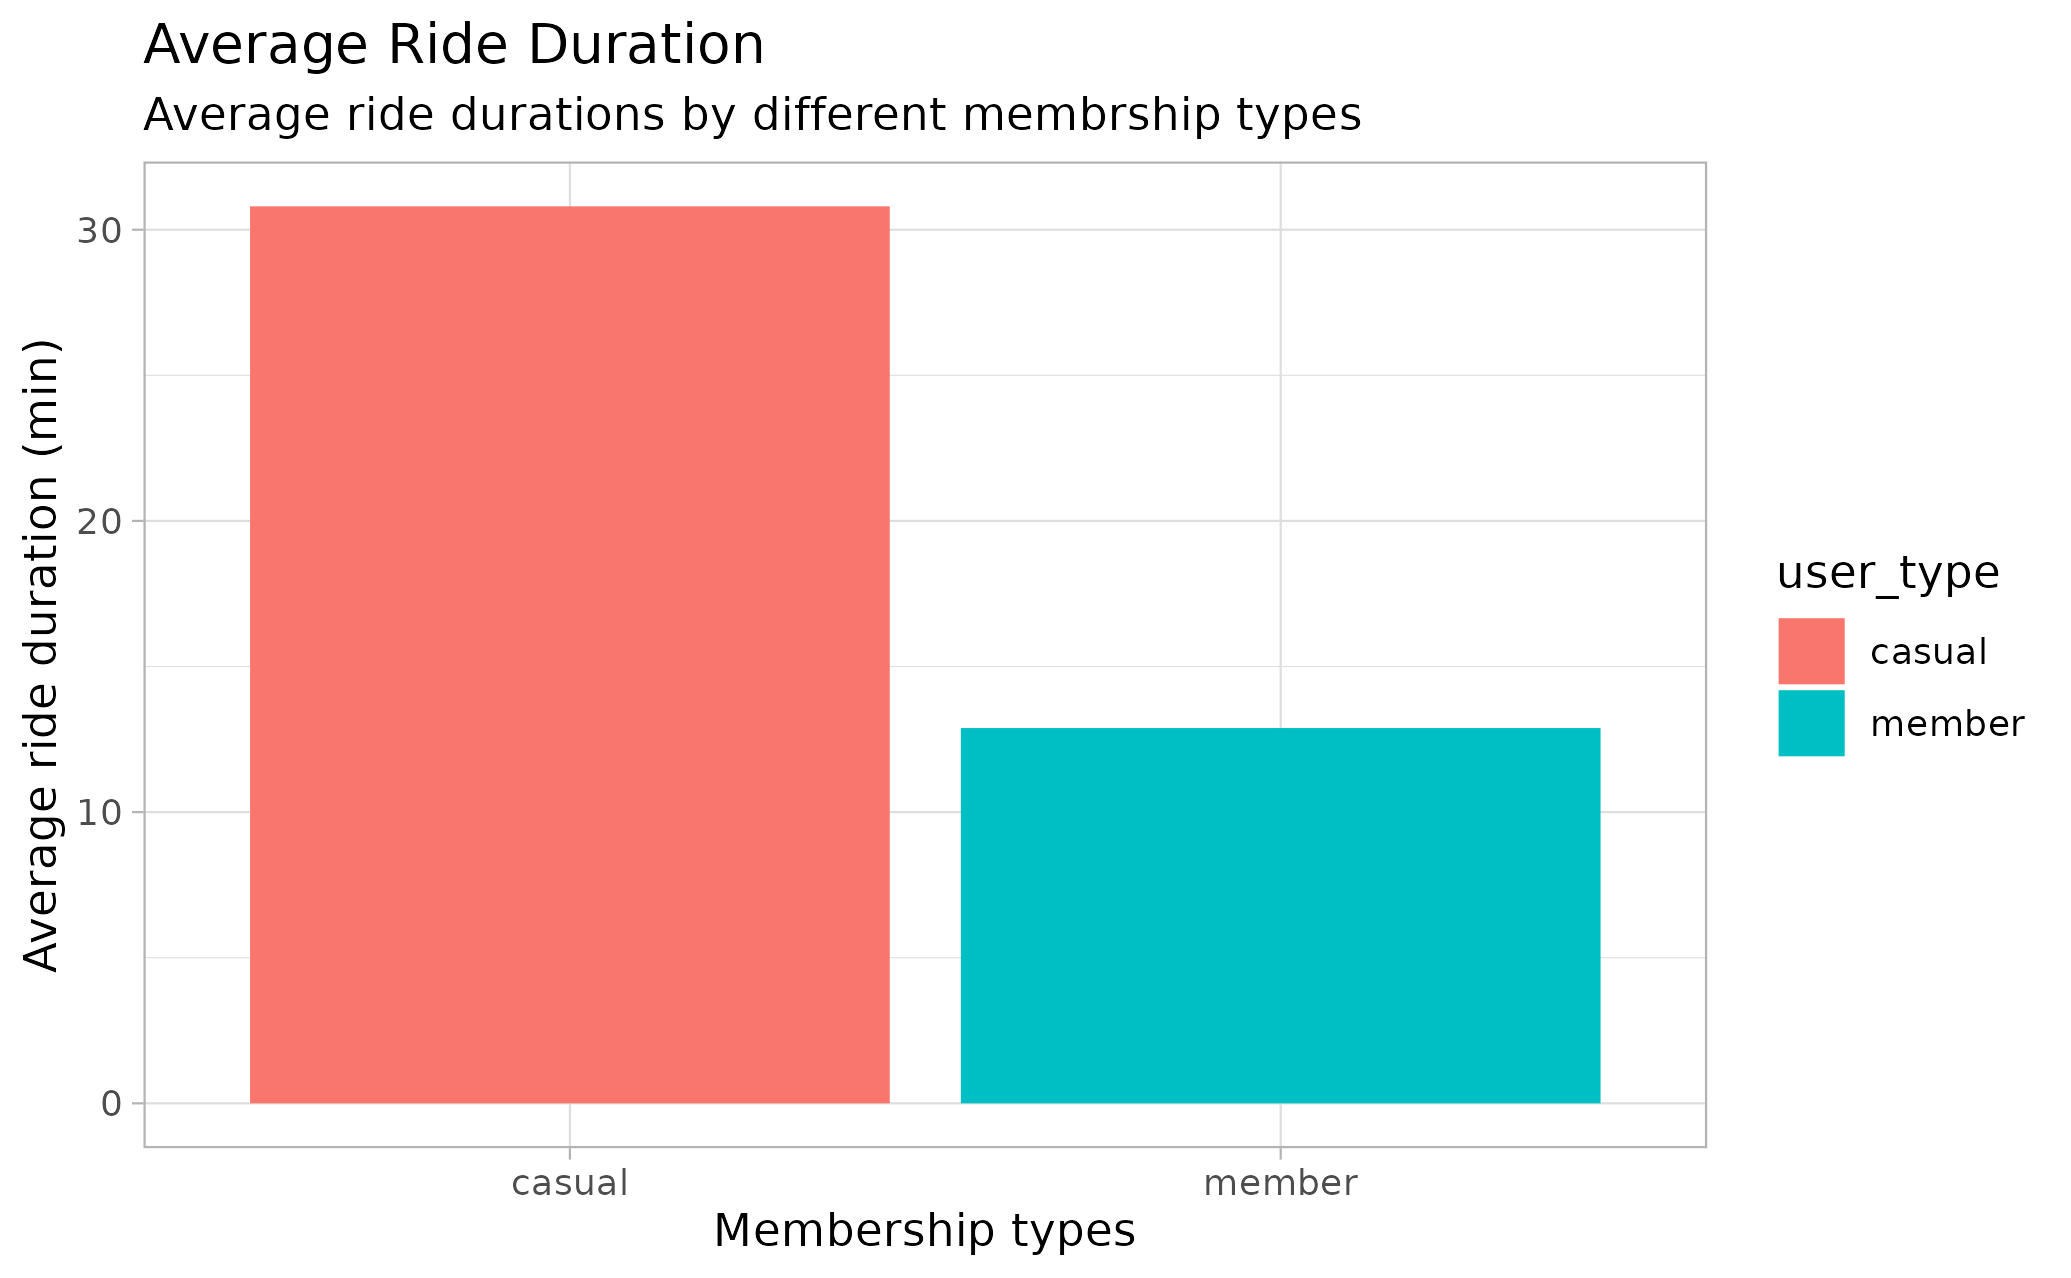 Average Ride Duration
Average ride durations by different membrship types
Average ride duration (min)
30
20
10
0
casual
member
Membership types
user_type
casual
member